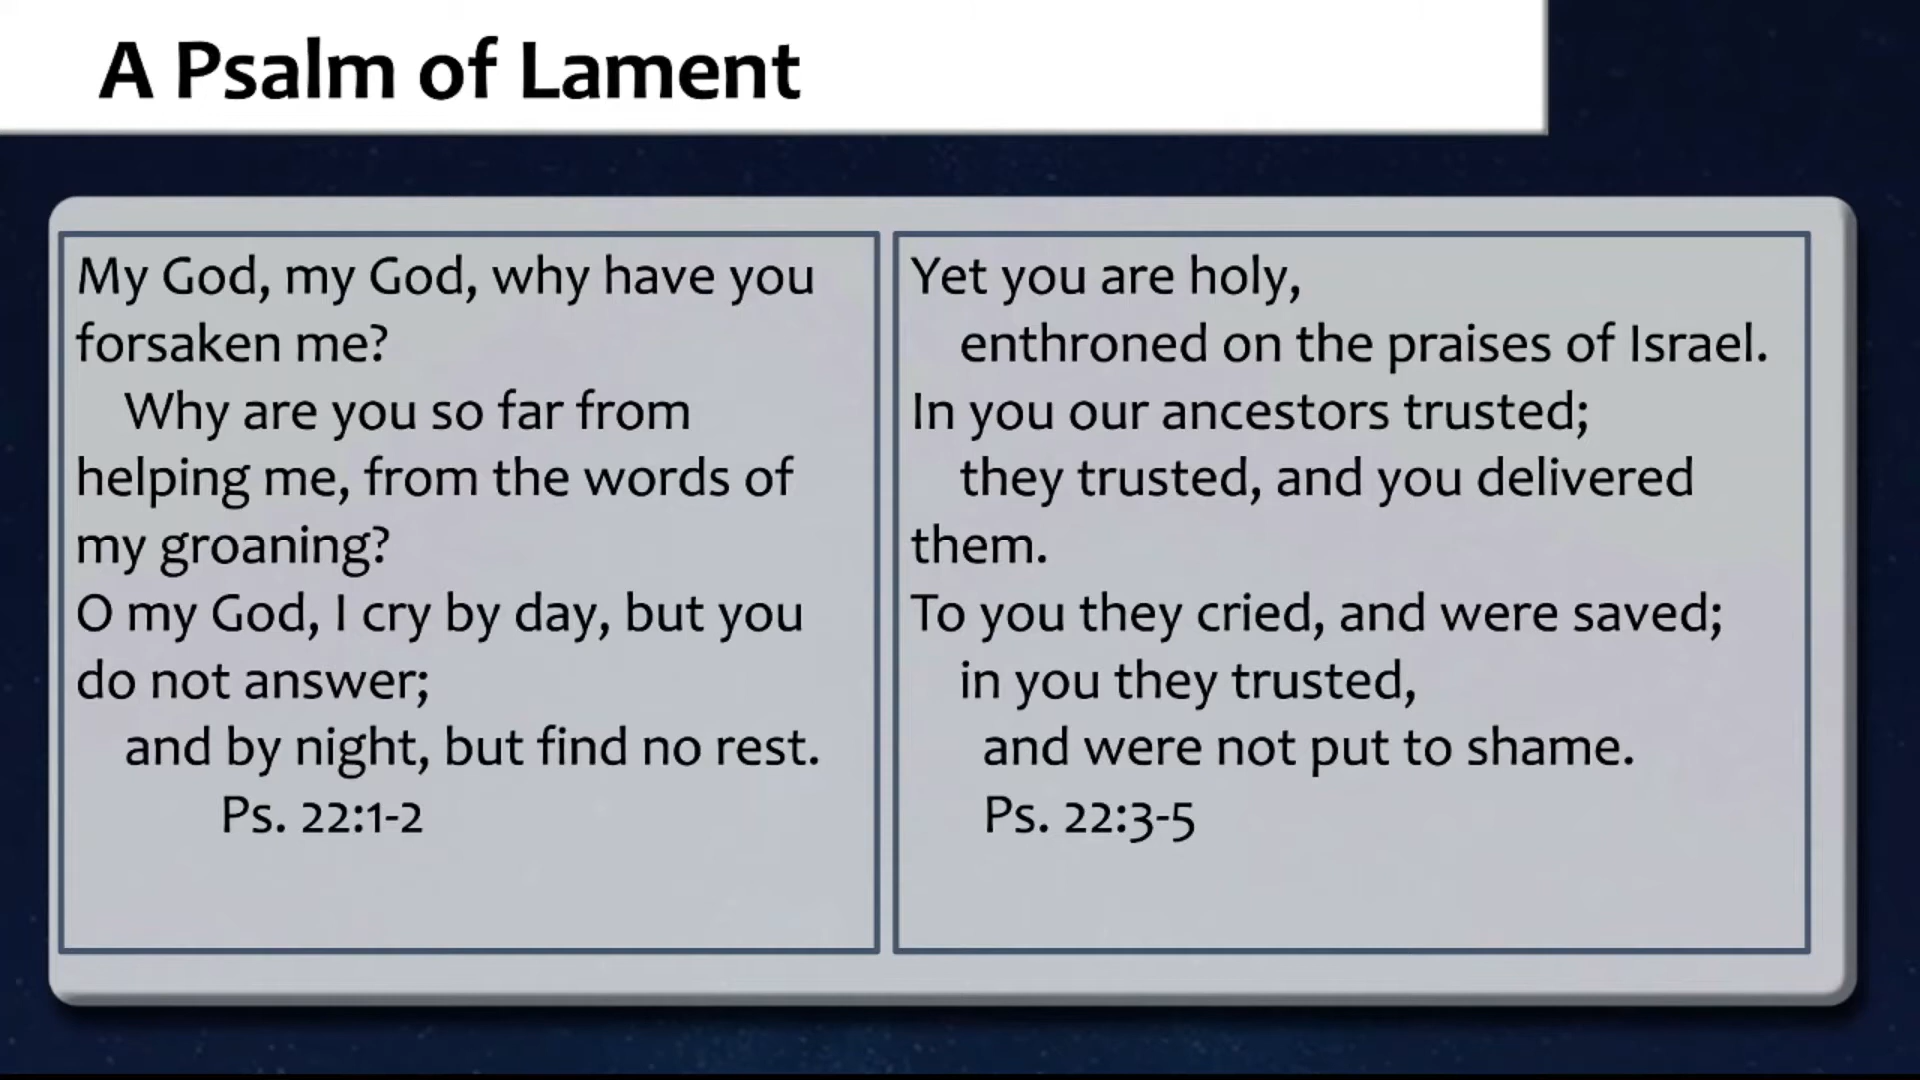 A Psalm of Lament
My God, my God, why have you
forsaken me?
Why are you so far from
helping me, from the words of
my groaning?
O my God, I cry by day, but you
do not answer;
and by night, but find no rest.
Ps. 22:1-2
Yet you are holy,
enthroned on the praises of Israel.
In you our ancestors trusted;
they trusted, and you delivered
them.
To you they cried, and were saved;
in you they trusted,
and were not put to shame.
Ps. 22:3-5